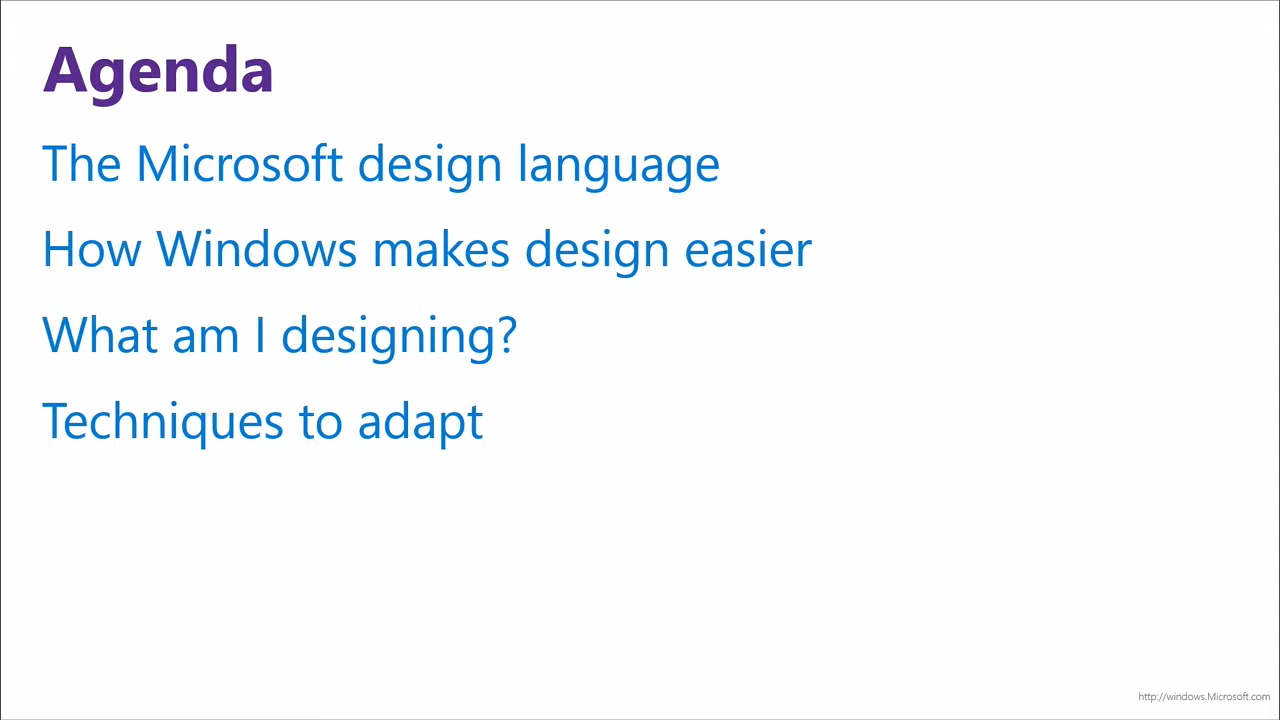 Agenda
The Microsoft design language
How Windows makes design easier
What am I designing?
Techniques to adapt
http://windows.Microsoft.com